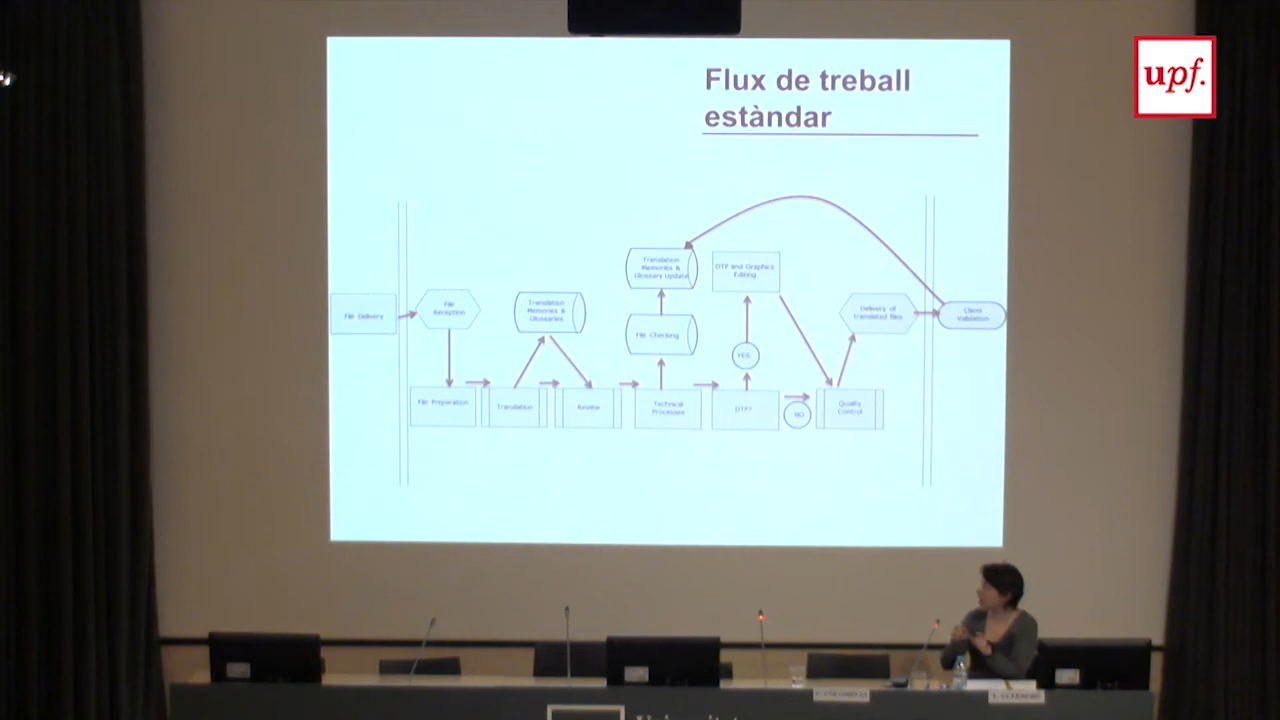 upf.
Flux de treball
estàndar
File Delivery
File
Reception
Translation
Memories &
Glossaries
Translation
Memories &
Glossary Update
DTP and Graphics
Editing
File Checking
YES
Delivery of
translated files
Client
Validation
File Preparation
Translation
Review
Technical
Processes
DTP?
NO
Quality
Control